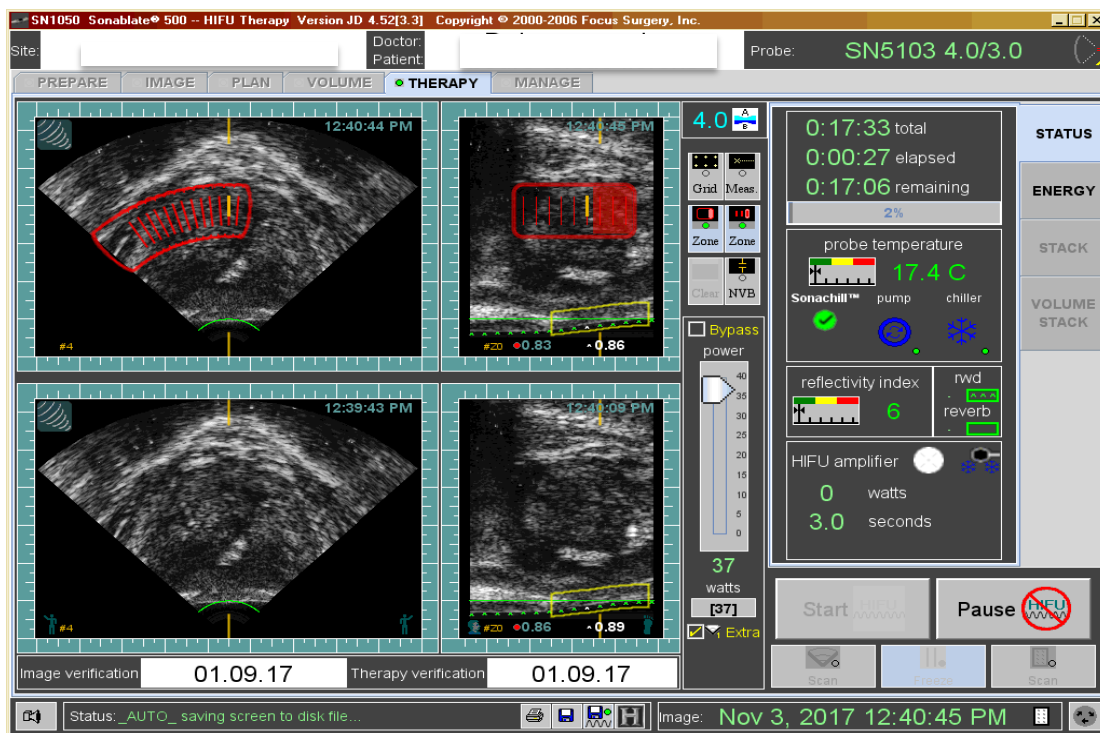 SN1050 Sonablate® 500 -- HIFU Therapy Version JD 4.52[3.3] Copyright © 2000-2006 Focus Surgery, Inc.
Site:
Doctor:
Patient:
Probe: SN5103 4.0/3.0
PREPARE IMAGE PLAN VOLUME THERAPY MANAGE
12:40:44 PM
#4
12:40:45 PM
#Z0 0.83 0.86
12:39:43 PM
#4
12:40:09 PM
#Z0 0.86 0.89
4.0 A B
Grid Meas.
Zone Zone
Clear NVB
Bypass
power
40
35
30
25
20
15
10
5
0
37
watts
[37]
1 Extra
0:17:33 total
0:00:27 elapsed
0:17:06 remaining
2%
probe temperature
17.4 C
Sonachill™ pump chiller
reflectivity index
6
rwd
reverb
HIFU amplifier
0 watts
3.0 seconds
STATUS
ENERGY
STACK
VOLUME
STACK
Start HIFU
Pause HIFU
Scan Freeze Scan
Image verification 01.09.17 Therapy verification 01.09.17
Status:_AUTO_ saving screen to disk file...
H
Image: Nov 3, 2017 12:40:45 PM